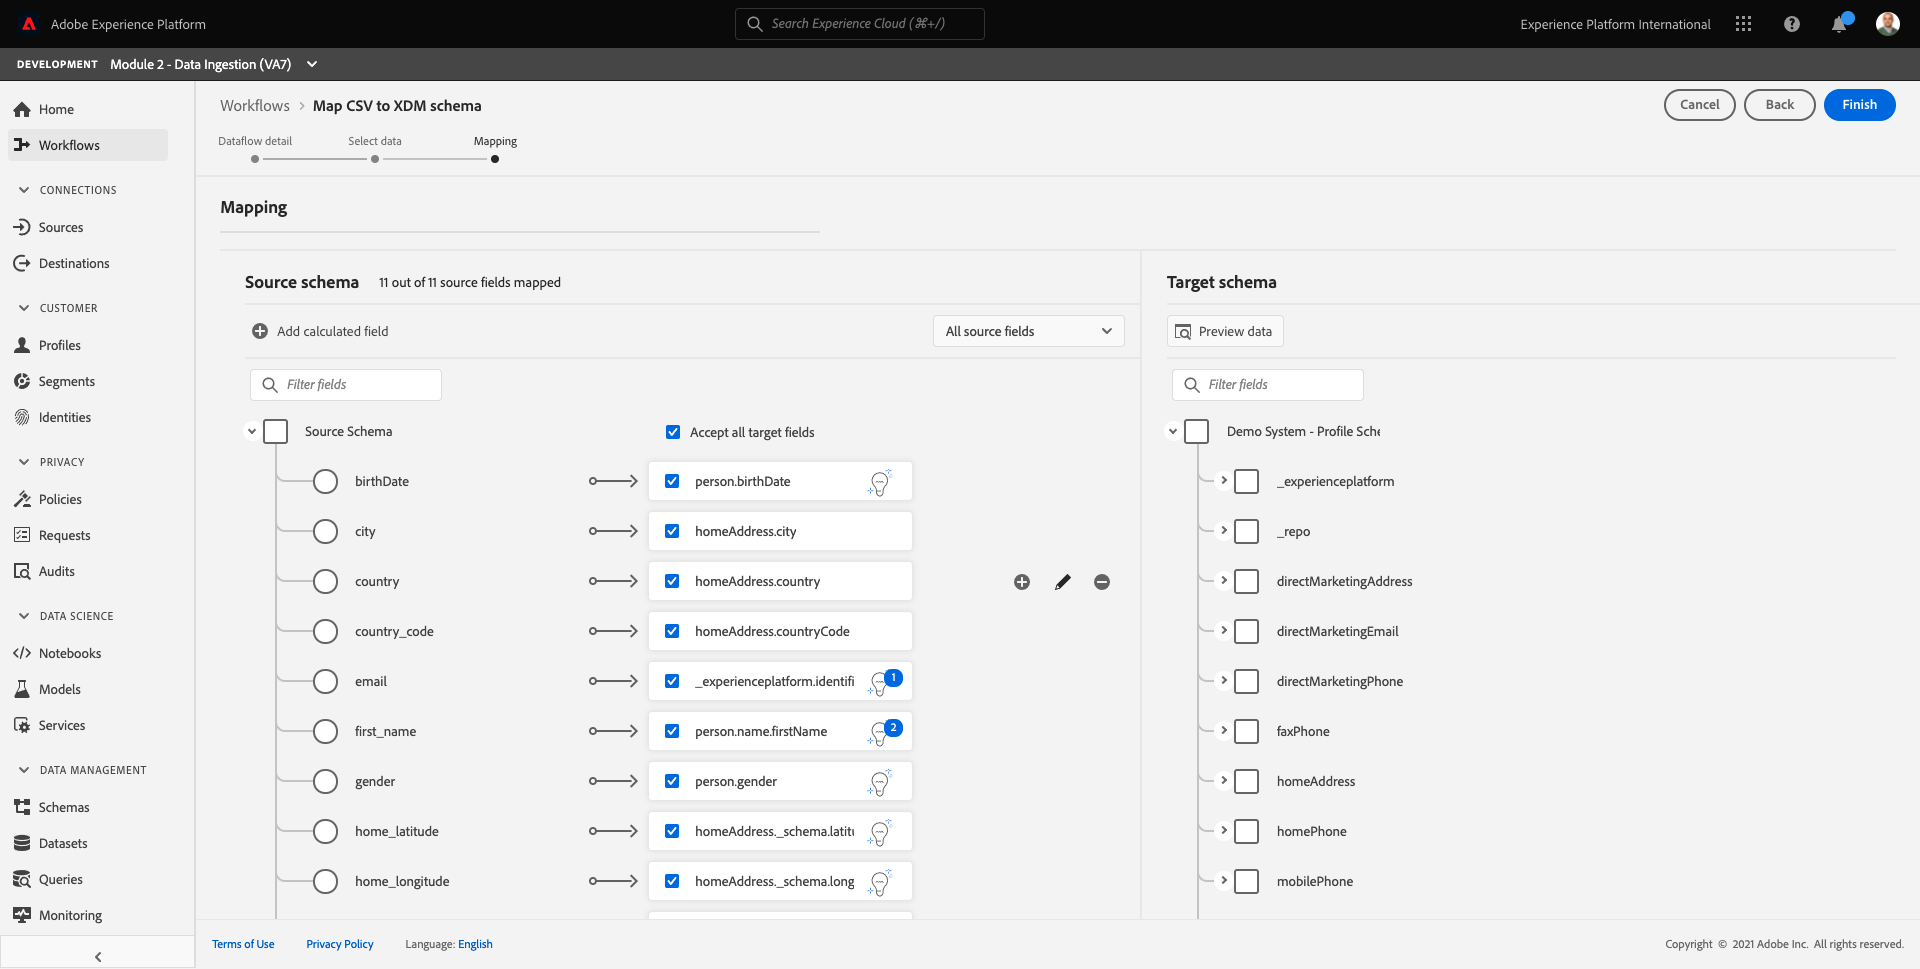 Adobe Experience Platform
Search Experience Cloud (⌘+/)
Experience Platform International
DEVELOPMENT Module 2 - Data Ingestion (VA7)
Home
Workflows
CONNECTIONS
Sources
Destinations
CUSTOMER
Profiles
Segments
Identities
PRIVACY
Policies
Requests
Audits
DATA SCIENCE
Notebooks
Models
Services
DATA MANAGEMENT
Schemas
Datasets
Queries
Monitoring
Workflows > Map CSV to XDM schema
Cancel
Back
Finish
Dataflow detail
Select data
Mapping
Mapping
Source schema 11 out of 11 source fields mapped
Add calculated field
All source fields
Filter fields
Source Schema
Accept all target fields
birthDate person.birthDate
city homeAddress.city
country homeAddress.country
country_code homeAddress.countryCode
email _experienceplatform.identifi 1
first_name person.name.firstName 2
gender person.gender
home_latitude homeAddress._schema.latit
home_longitude homeAddress._schema.long
Target schema
Preview data
Filter fields
Demo System - Profile Sche
_experienceplatform
_repo
directMarketingAddress
directMarketingEmail
directMarketingPhone
faxPhone
homeAddress
homePhone
mobilePhone
Terms of Use Privacy Policy Language: English
Copyright © 2021 Adobe Inc. All rights reserved.